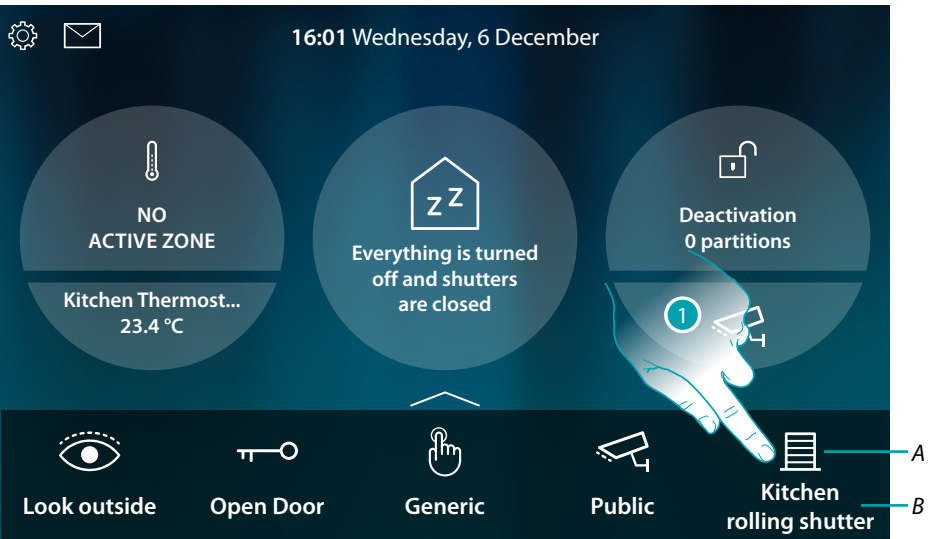 16:01 Wednesday, 6 December
NO
ACTIVE ZONE
Kitchen Thermost...
23.4 °C
zZ
Everything is turned
off and shutters
are closed
Deactivation
0 partitions
1
Look outside
Open Door
Generic
Public
Kitchen
rolling shutter
A
B